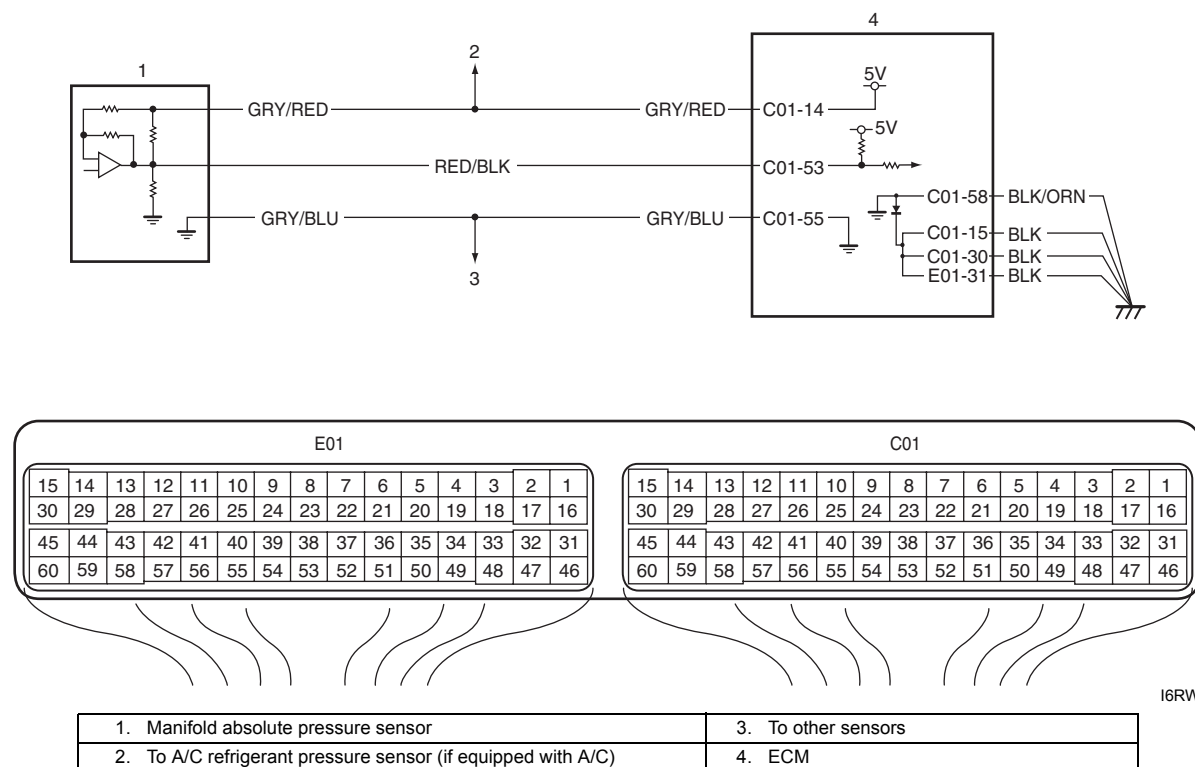 4
2
1
5V
GRY/RED GRY/RED C01-14
5V
RED/BLK C01-53
C01-58 BLK/ORN
GRY/BLU GRY/BLU C01-55
C01-15 BLK
C01-30 BLK
E01-31 BLK
3
E01 C01
15 14 13 12 11 10 9 8 7 6 5 4 3 2 1 15 14 13 12 11 10 9 8 7 6 5 4 3 2 1
30 29 28 27 26 25 24 23 22 21 20 19 18 17 16 30 29 28 27 26 25 24 23 22 21 20 19 18 17 16
45 44 43 42 41 40 39 38 37 36 35 34 33 32 31 45 44 43 42 41 40 39 38 37 36 35 34 33 32 31
60 59 58 57 56 55 54 53 52 51 50 49 48 47 46 60 59 58 57 56 55 54 53 52 51 50 49 48 47 46
I6RW
1. Manifold absolute pressure sensor 3. To other sensors
2. To A/C refrigerant pressure sensor (if equipped with A/C) 4. ECM